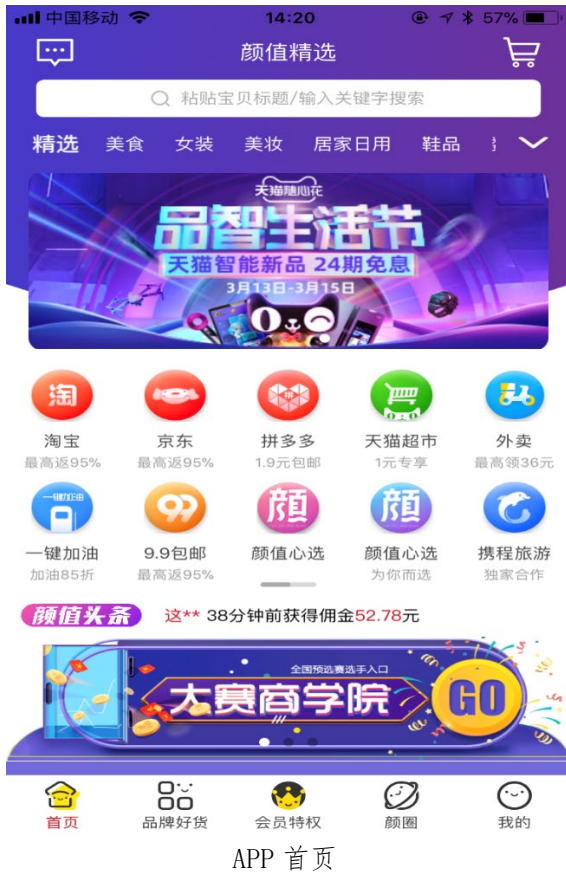 中国移动 14:20 57%
颜值精选
粘贴宝贝标题/输入关键字搜索
精选 美食 女装 美妆 居家日用 鞋品
天猫随心花
品智生活节
天猫智能新品 24期免息
3月13日-3月15日
淘 99 颜 颜
淘宝 京东 拼多多 天猫超市 外卖
最高返95% 最高返95% 1.9元包邮 1元专享 最高领36元
一键加油
一键加油 9.9包邮 颜值心选 颜值心选 携程旅游
加油85折 最高返95% 为你而选 独家合作
颜值头条 这** 38分钟前获得佣金52.78元
全国预选赛选手入口
大赛商学院 GO
首页 品牌好货 会员特权 颜圈 我的
APP 首页